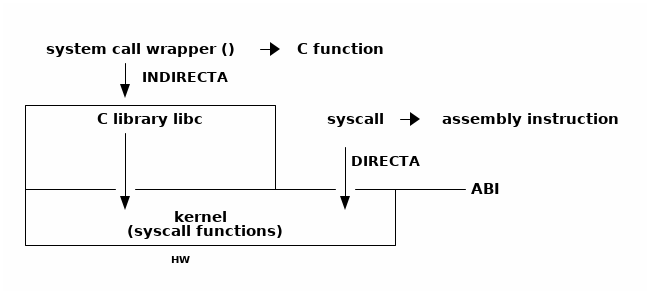 system call wrapper () C function
INDIRECTA
C library libc syscall assembly instruction
DIRECTA
ABI
kernel
(syscall functions)
HW